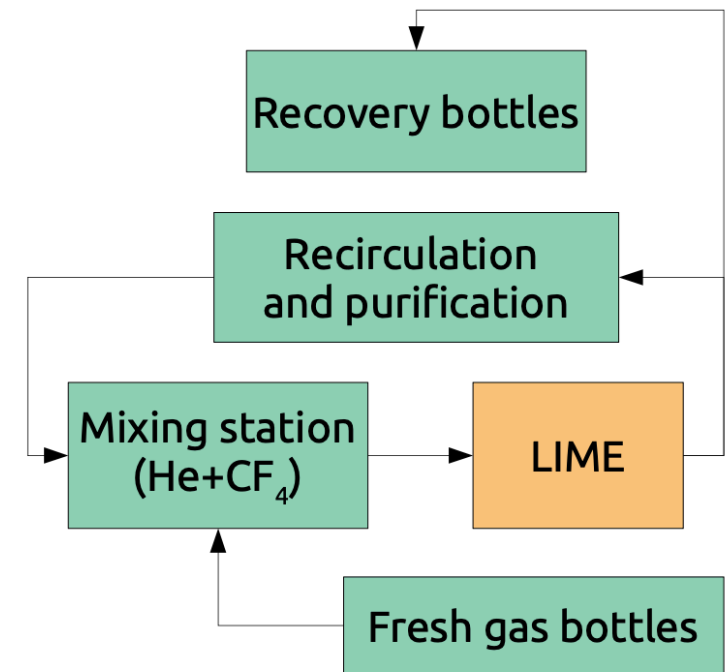 Recovery bottles
Recirculation
and purification
Mixing station
(He+CF₄)
LIME
Fresh gas bottles